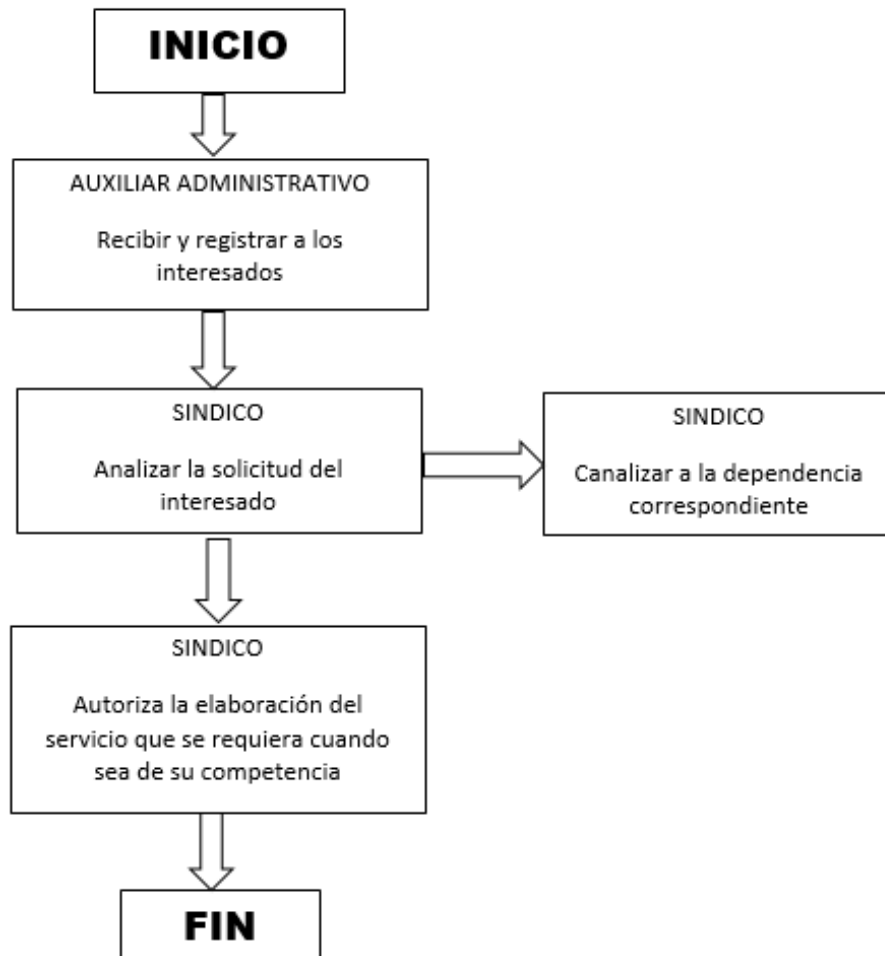 INICIO
AUXILIAR ADMINISTRATIVO
Recibir y registrar a los
interesados
SINDICO
Analizar la solicitud del
interesado
SINDICO
Canalizar a la dependencia
correspondiente
SINDICO
Autoriza la elaboración del
servicio que se requiera cuando
sea de su competencia
FIN